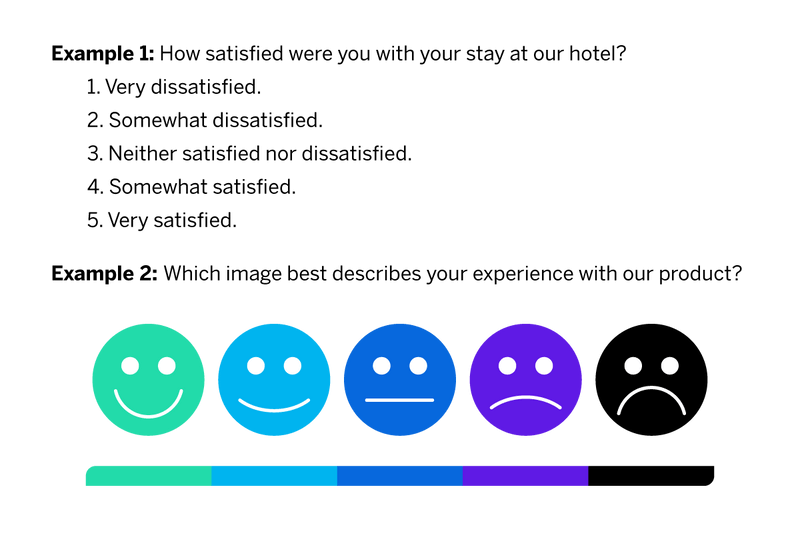 Example 1: How satisfied were you with your stay at our hotel?
1. Very dissatisfied.
2. Somewhat dissatisfied.
3. Neither satisfied nor dissatisfied.
4. Somewhat satisfied.
5. Very satisfied.
Example 2: Which image best describes your experience with our product?